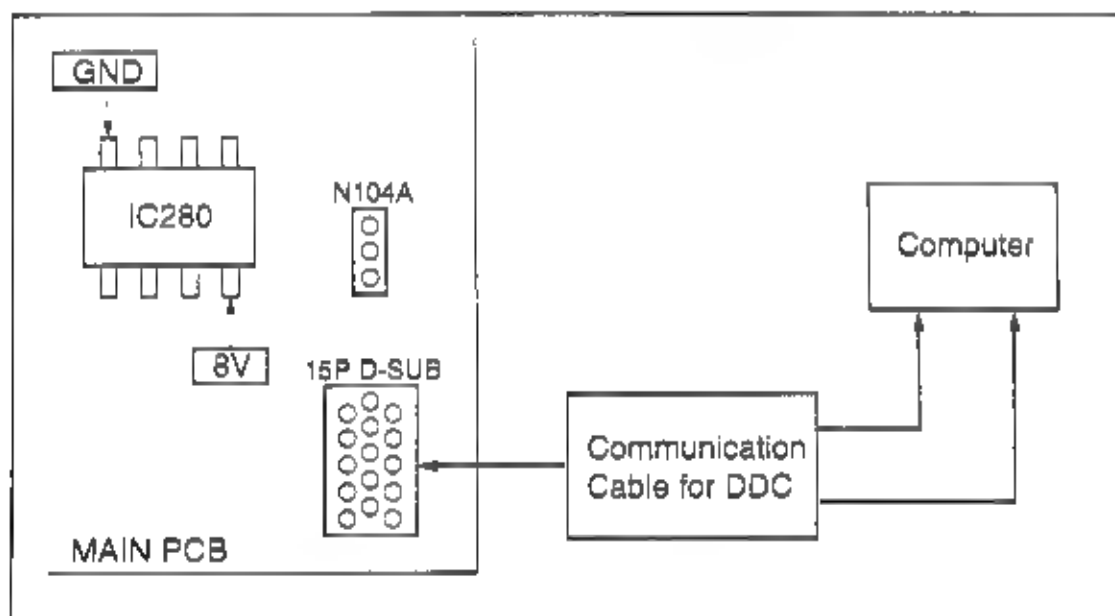 GND
IC280
N104A
8V
15P D-SUB
MAIN PCB
Communication
Cable for DDC
Computer